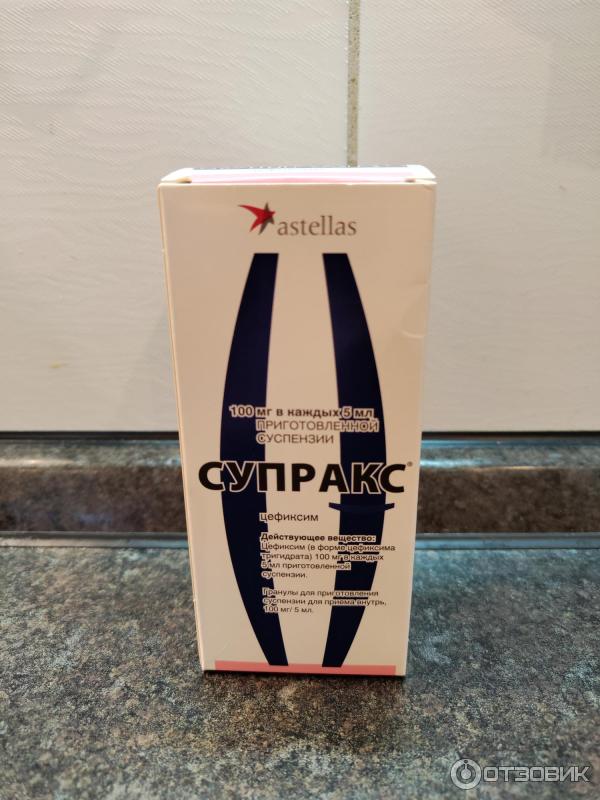 astellas
100 мг в каждых 5 мл
ПРИГОТОВЛЕННОЙ
СУСПЕНЗИИ
СУПРАКС®
цефиксим
Действующее вещество:
Цефиксим (в форме цефиксима
тригидрата) 100 мг в каждых
5 мл приготовленной
суспензии.
Гранулы для приготовления
суспензии для приема внутрь,
100 мг/ 5 мл.
ОТЗОВИК